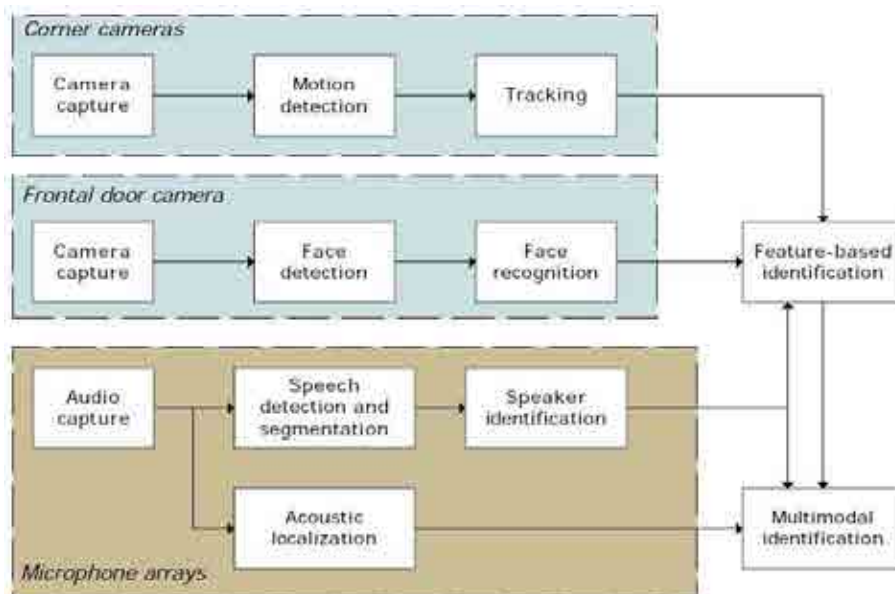 Corner cameras
Camera
capture
Motion
detection
Tracking
Frontal door camera
Camera
capture
Face
detection
Face
recognition
Feature-based
identification
Audio
capture
Speech
detection and
segmentation
Speaker
identification
Acoustic
localization
Multimodal
identification
Microphone arrays